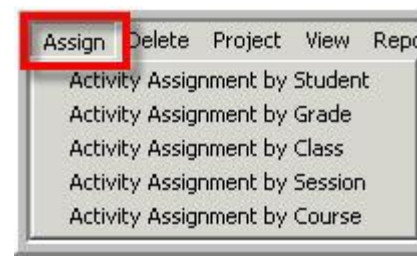 Assign Delete Project View
Activity Assignment by Student
Activity Assignment by Grade
Activity Assignment by Class
Activity Assignment by Session
Activity Assignment by Course